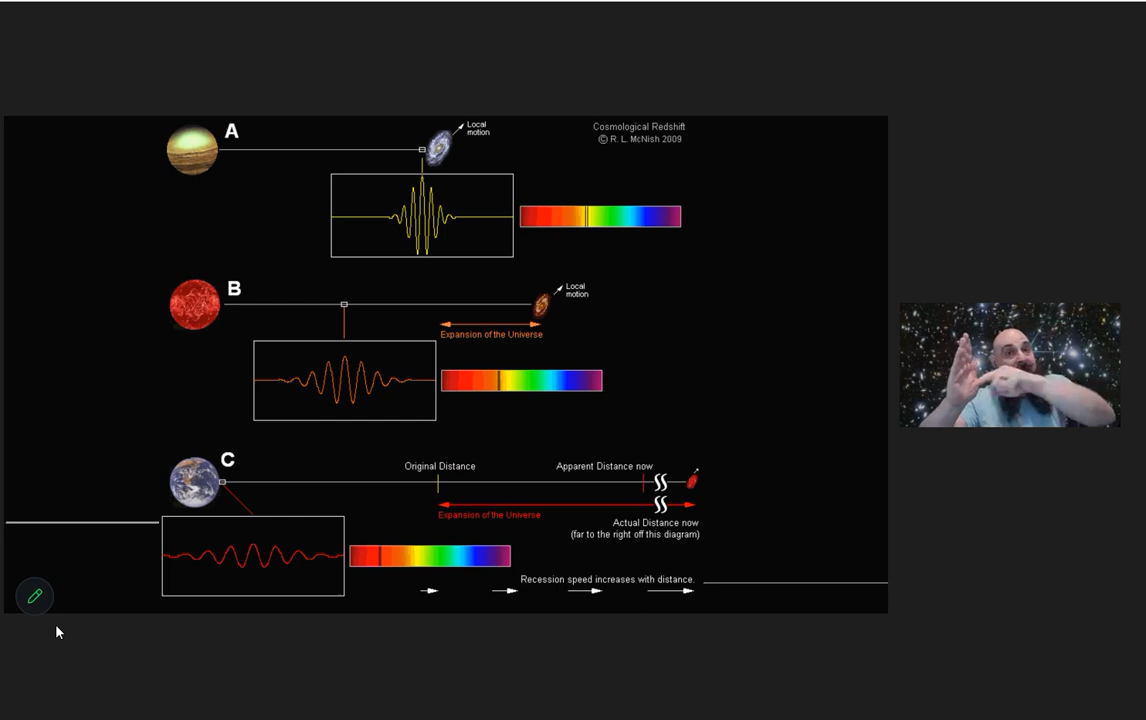 A
Local
motion
Cosmological Redshift
© R. L. McNish 2009
B
Local
motion
Expansion of the Universe
C
Original Distance
Apparent Distance now
Expansion of the Universe
Actual Distance now
(far to the right off this diagram)
Recession speed increases with distance.